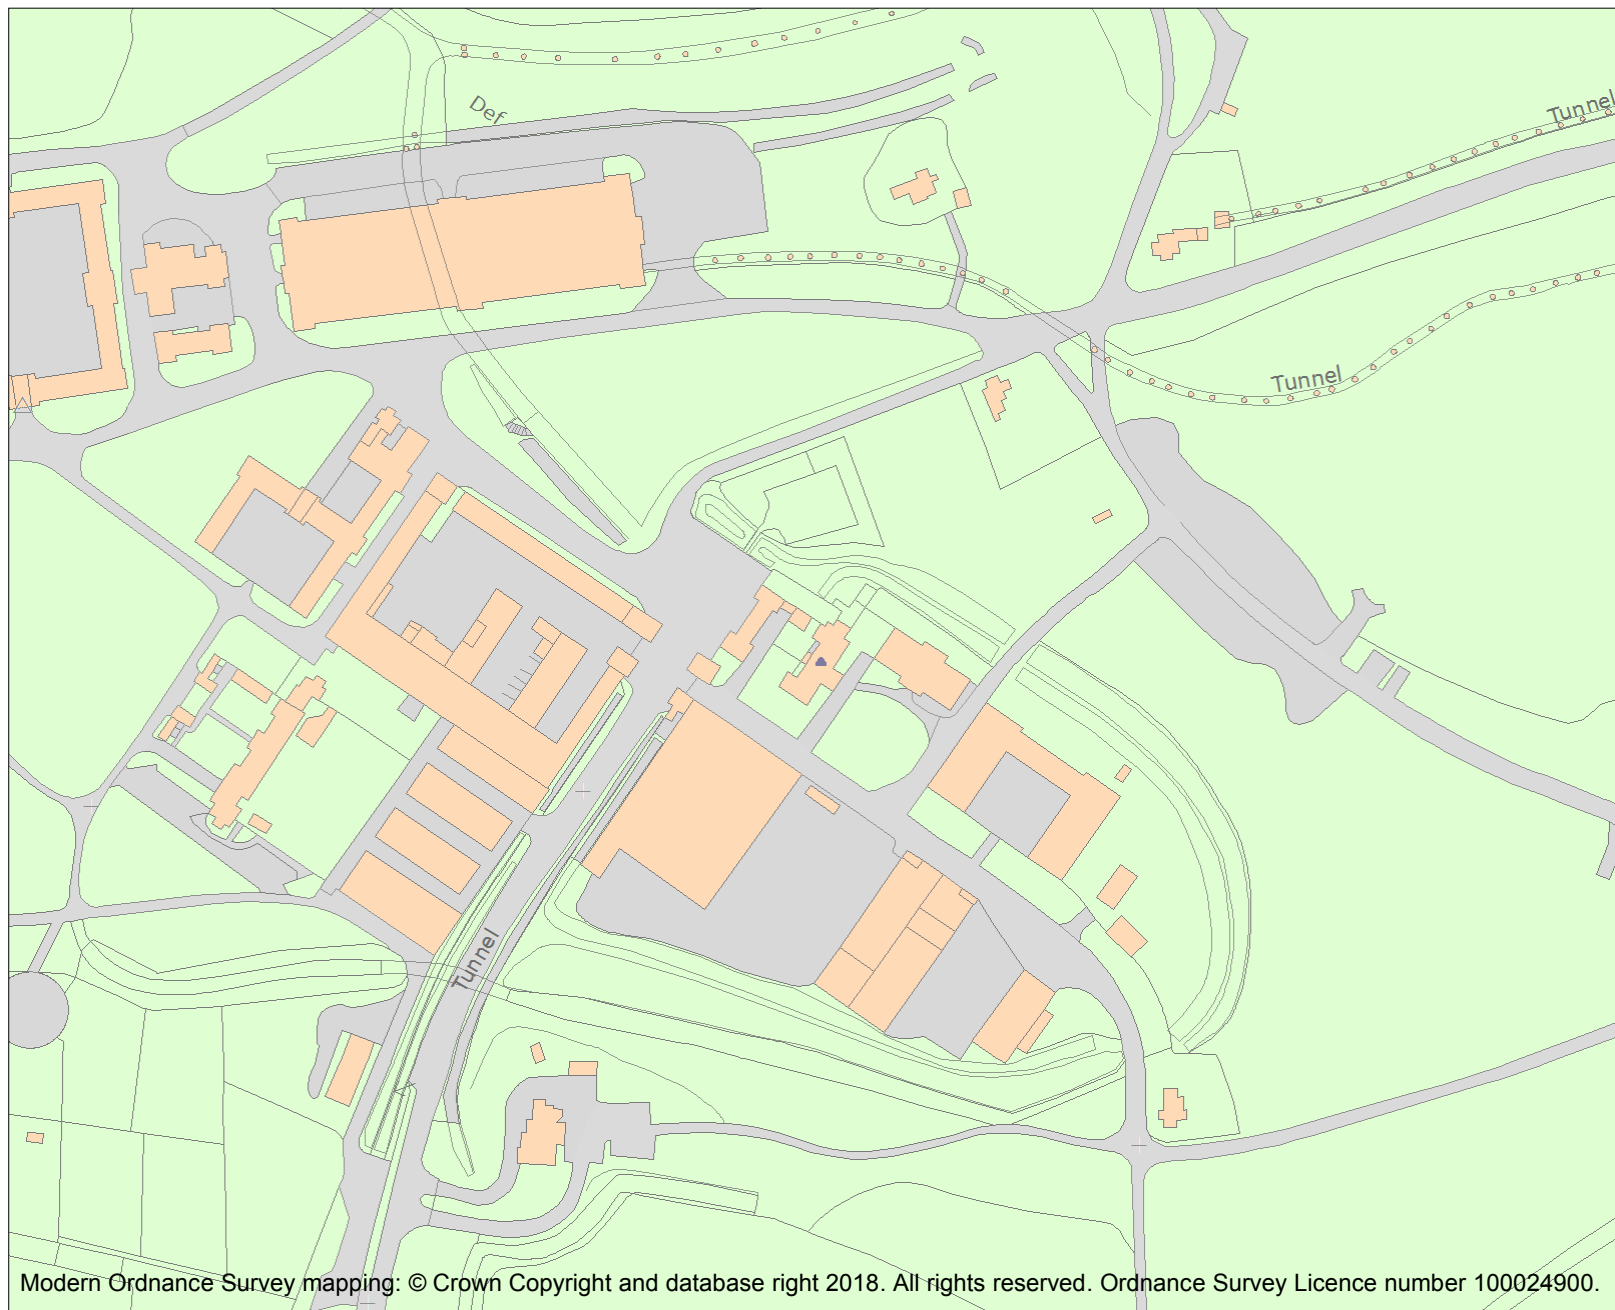 Def
Tunnel
Tunnel
Tunnel
Modern Ordnance Survey mapping: © Crown Copyright and database right 2018. All rights reserved. Ordnance Survey Licence number 100024900.